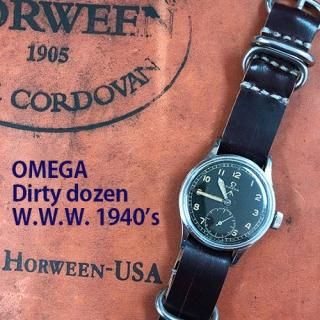 HORWEEN
1905
CORDOVAN
OMEGA
Dirty dozen
W.W.W. 1940's
HORWEEN-USA